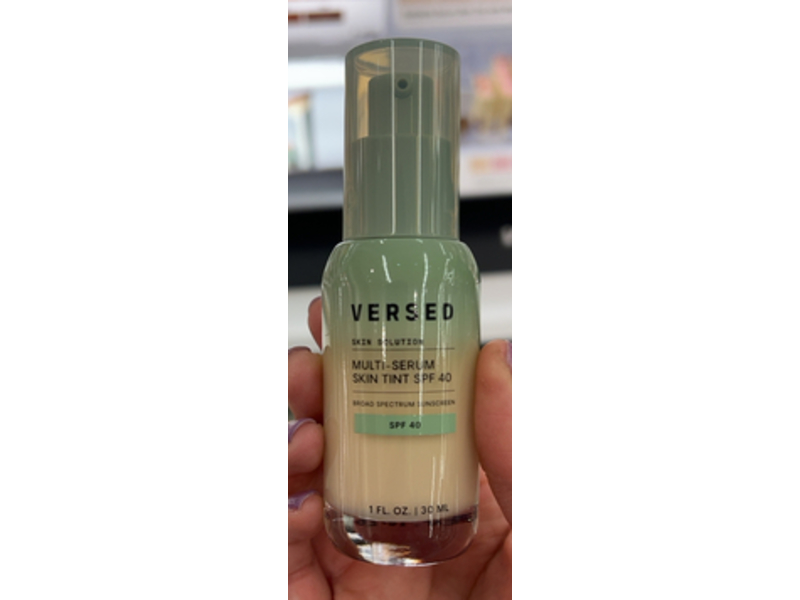 VERSED
SKIN SOLUTION
MULTI-SERUM
SKIN TINT SPF 40
BROAD SPECTRUM SUNSCREEN
SPF 40
1 FL. OZ. | 30 ML